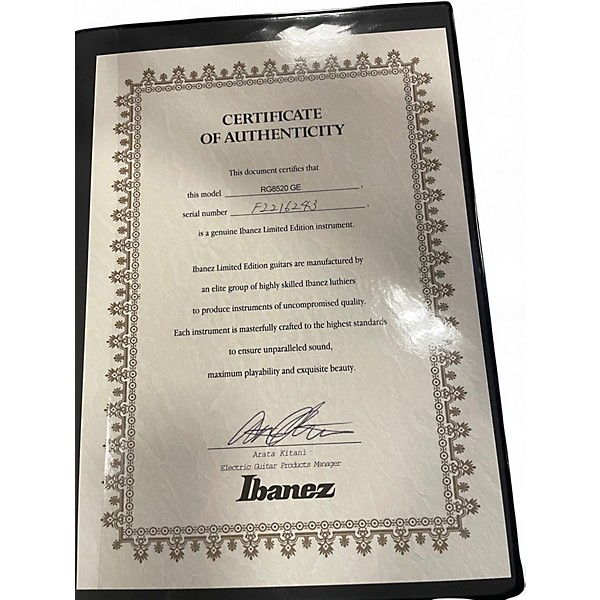 CERTIFICATE
OF AUTHENTICITY
This document certifies that
this model RG8520 GE ,
serial number F2216243 ,
is a genuine Ibanez Limited Edition instrument.
Ibanez Limited Edition guitars are manufactured by
an elite group of highly skilled Ibanez luthiers
to produce instruments of uncompromised quality.
Each instrument is masterfully crafted to the highest standards
to ensure unparalleled sound,
maximum playability and exquisite beauty.
Arata Kitani
Electric Guitar Products Manager
Ibanez